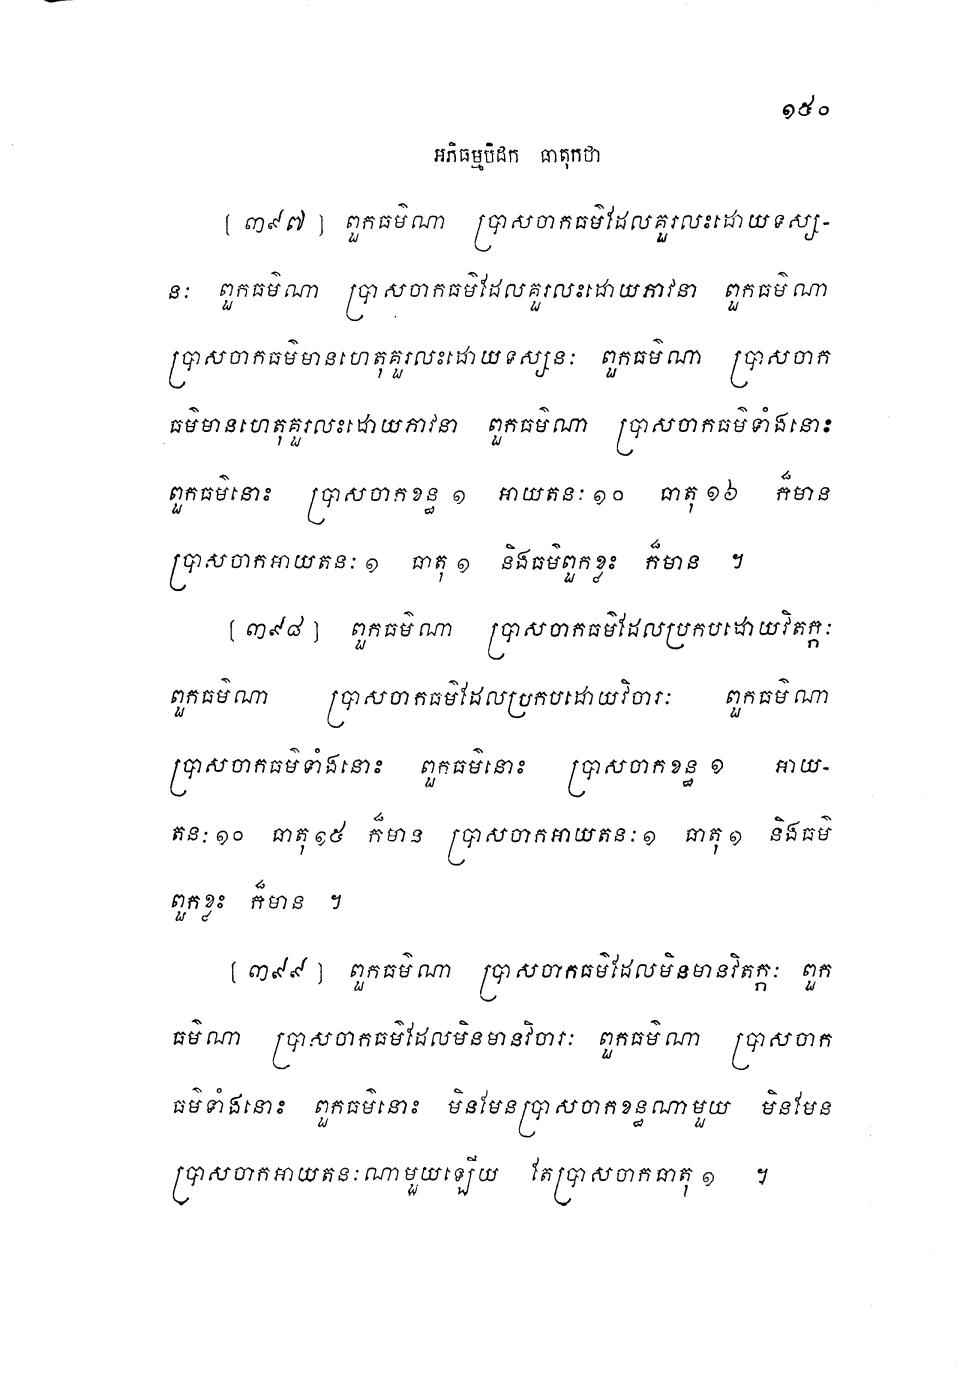 ១៥០
អភិធម្មបិដក ធាតុកថា
[ ៣៩៧ ] ពួកធម៌ណា ប្រាសចាកធម៌ដែលគួរលះដោយទស្ស-
នៈ ពួកធម៌ណា ប្រាសចាកធម៌ដែលគួរលះដោយភាវនា ពួកធម៌ណា
ប្រាសចាកធម៌មានហេតុគួរលះដោយទស្សនៈ ពួកធម៌ណា ប្រាសចាក
ធម៌មានហេតុគួរលះដោយភាវនា ពួកធម៌ណា ប្រាសចាកធម៌ទាំងនោះ
ពួកធម៌នោះ ប្រាសចាកខន្ធ ១ អាយតនៈ ១០ ធាតុ ១៦ ក៏មាន
ប្រាសចាកអាយតនៈ ១ ធាតុ ១ និងធម៌ពួកខ្លះ ក៏មាន ។
[ ៣៩៨ ] ពួកធម៌ណា ប្រាសចាកធម៌ដែលប្រកបដោយវិតក្កៈ
ពួកធម៌ណា ប្រាសចាកធម៌ដែលប្រកបដោយវិចារៈ ពួកធម៌ណា
ប្រាសចាកធម៌ទាំងនោះ ពួកធម៌នោះ ប្រាសចាកខន្ធ ១ អាយ-
តនៈ ១០ ធាតុ ១៥ ក៏មាន ប្រាសចាកអាយតនៈ ១ ធាតុ ១ និងធម៌
ពួកខ្លះ ក៏មាន ។
[ ៣៩៩ ] ពួកធម៌ណា ប្រាសចាកធម៌ដែលមិនមានវិតក្កៈ ពួក
ធម៌ណា ប្រាសចាកធម៌ដែលមិនមានវិចារៈ ពួកធម៌ណា ប្រាសចាក
ធម៌ទាំងនោះ ពួកធម៌នោះ មិនមែនប្រាសចាកខន្ធណាមួយ មិនមែន
ប្រាសចាកអាយតនៈណាមួយឡើយ តែប្រាសចាកធាតុ ១ ។